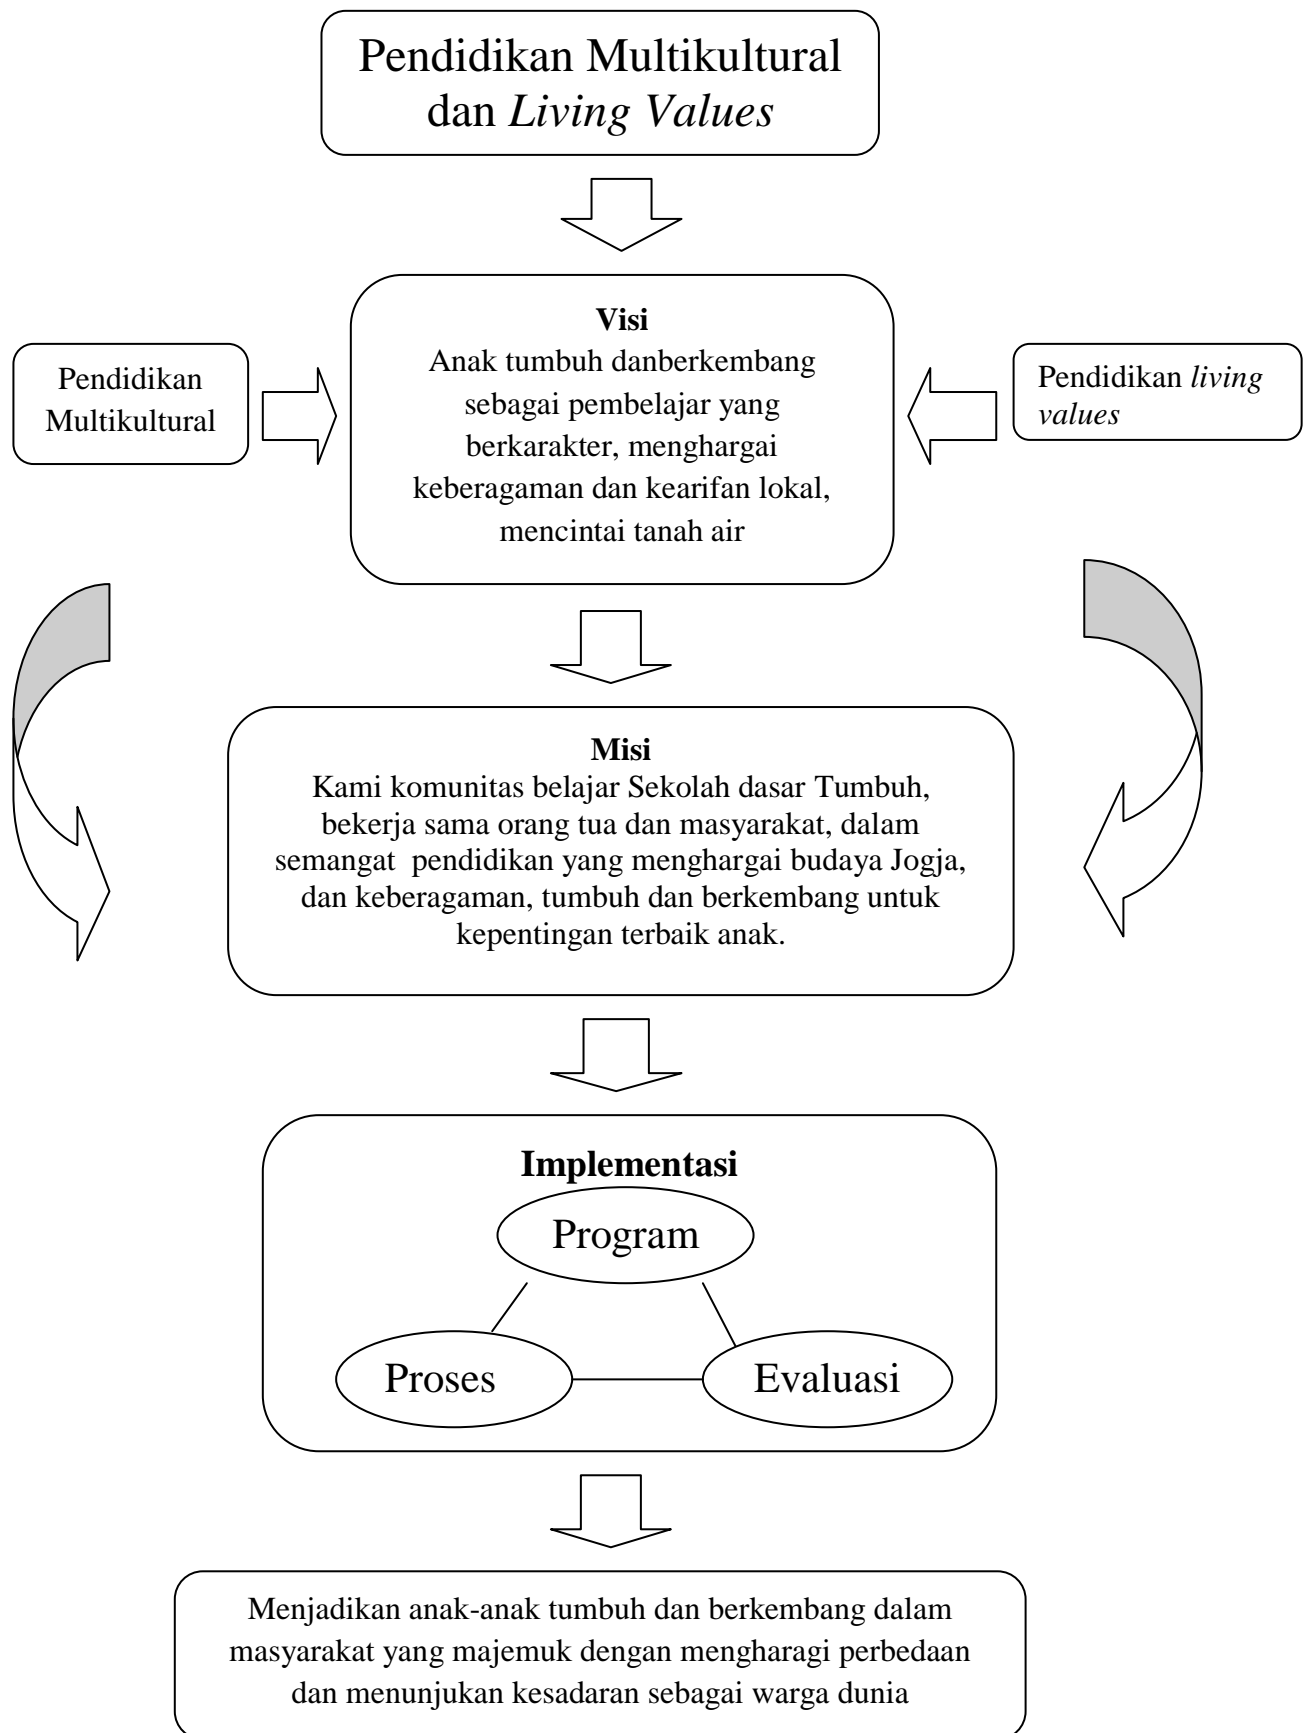 Pendidikan Multikultural
dan Living Values
Visi
Anak tumbuh danberkembang
sebagai pembelajar yang
berkarakter, menghargai
keberagaman dan kearifan lokal,
mencintai tanah air
Pendidikan
Multikultural
Pendidikan living
values
Misi
Kami komunitas belajar Sekolah dasar Tumbuh,
bekerja sama orang tua dan masyarakat, dalam
semangat pendidikan yang menghargai budaya Jogja,
dan keberagaman, tumbuh dan berkembang untuk
kepentingan terbaik anak.
Implementasi
Program
Proses
Evaluasi
Menjadikan anak-anak tumbuh dan berkembang dalam
masyarakat yang majemuk dengan mengharagi perbedaan
dan menunjukan kesadaran sebagai warga dunia